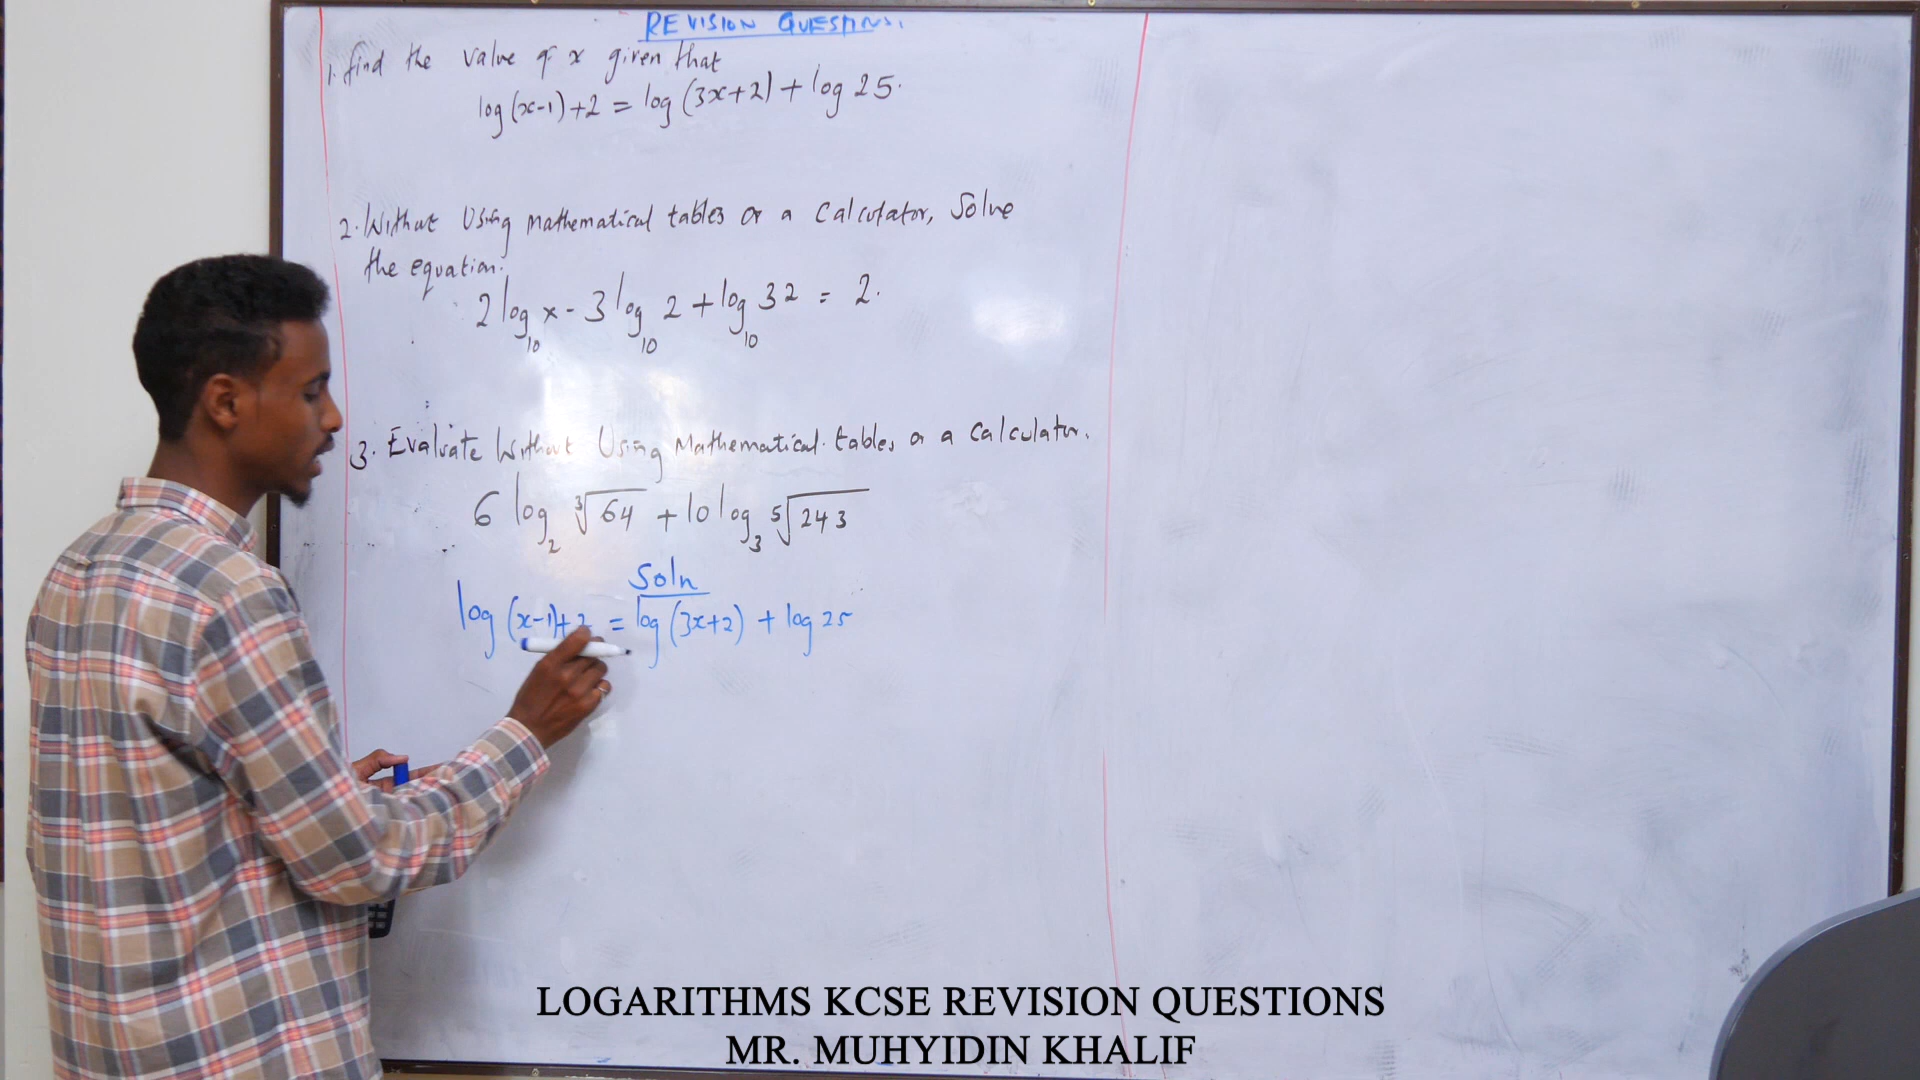 REVISION QUESTIONS.
1. find the value of x given that
log (x-1) + 2 = log (3x+2) + log 25.
2. Without Using mathematical tables or a calculator, Solve
the equation.
2 log₁₀ x - 3 log₁₀ 2 + log₁₀ 32 = 2.
3. Evaluate Without Using Mathematical tables or a calculator.
6 log₂ ∛64 + 10 log₃ ⁵√243
Soln
log (x-1) + 2 = log (3x+2) + log 25
LOGARITHMS KCSE REVISION QUESTIONS
MR. MUHYIDIN KHALIF